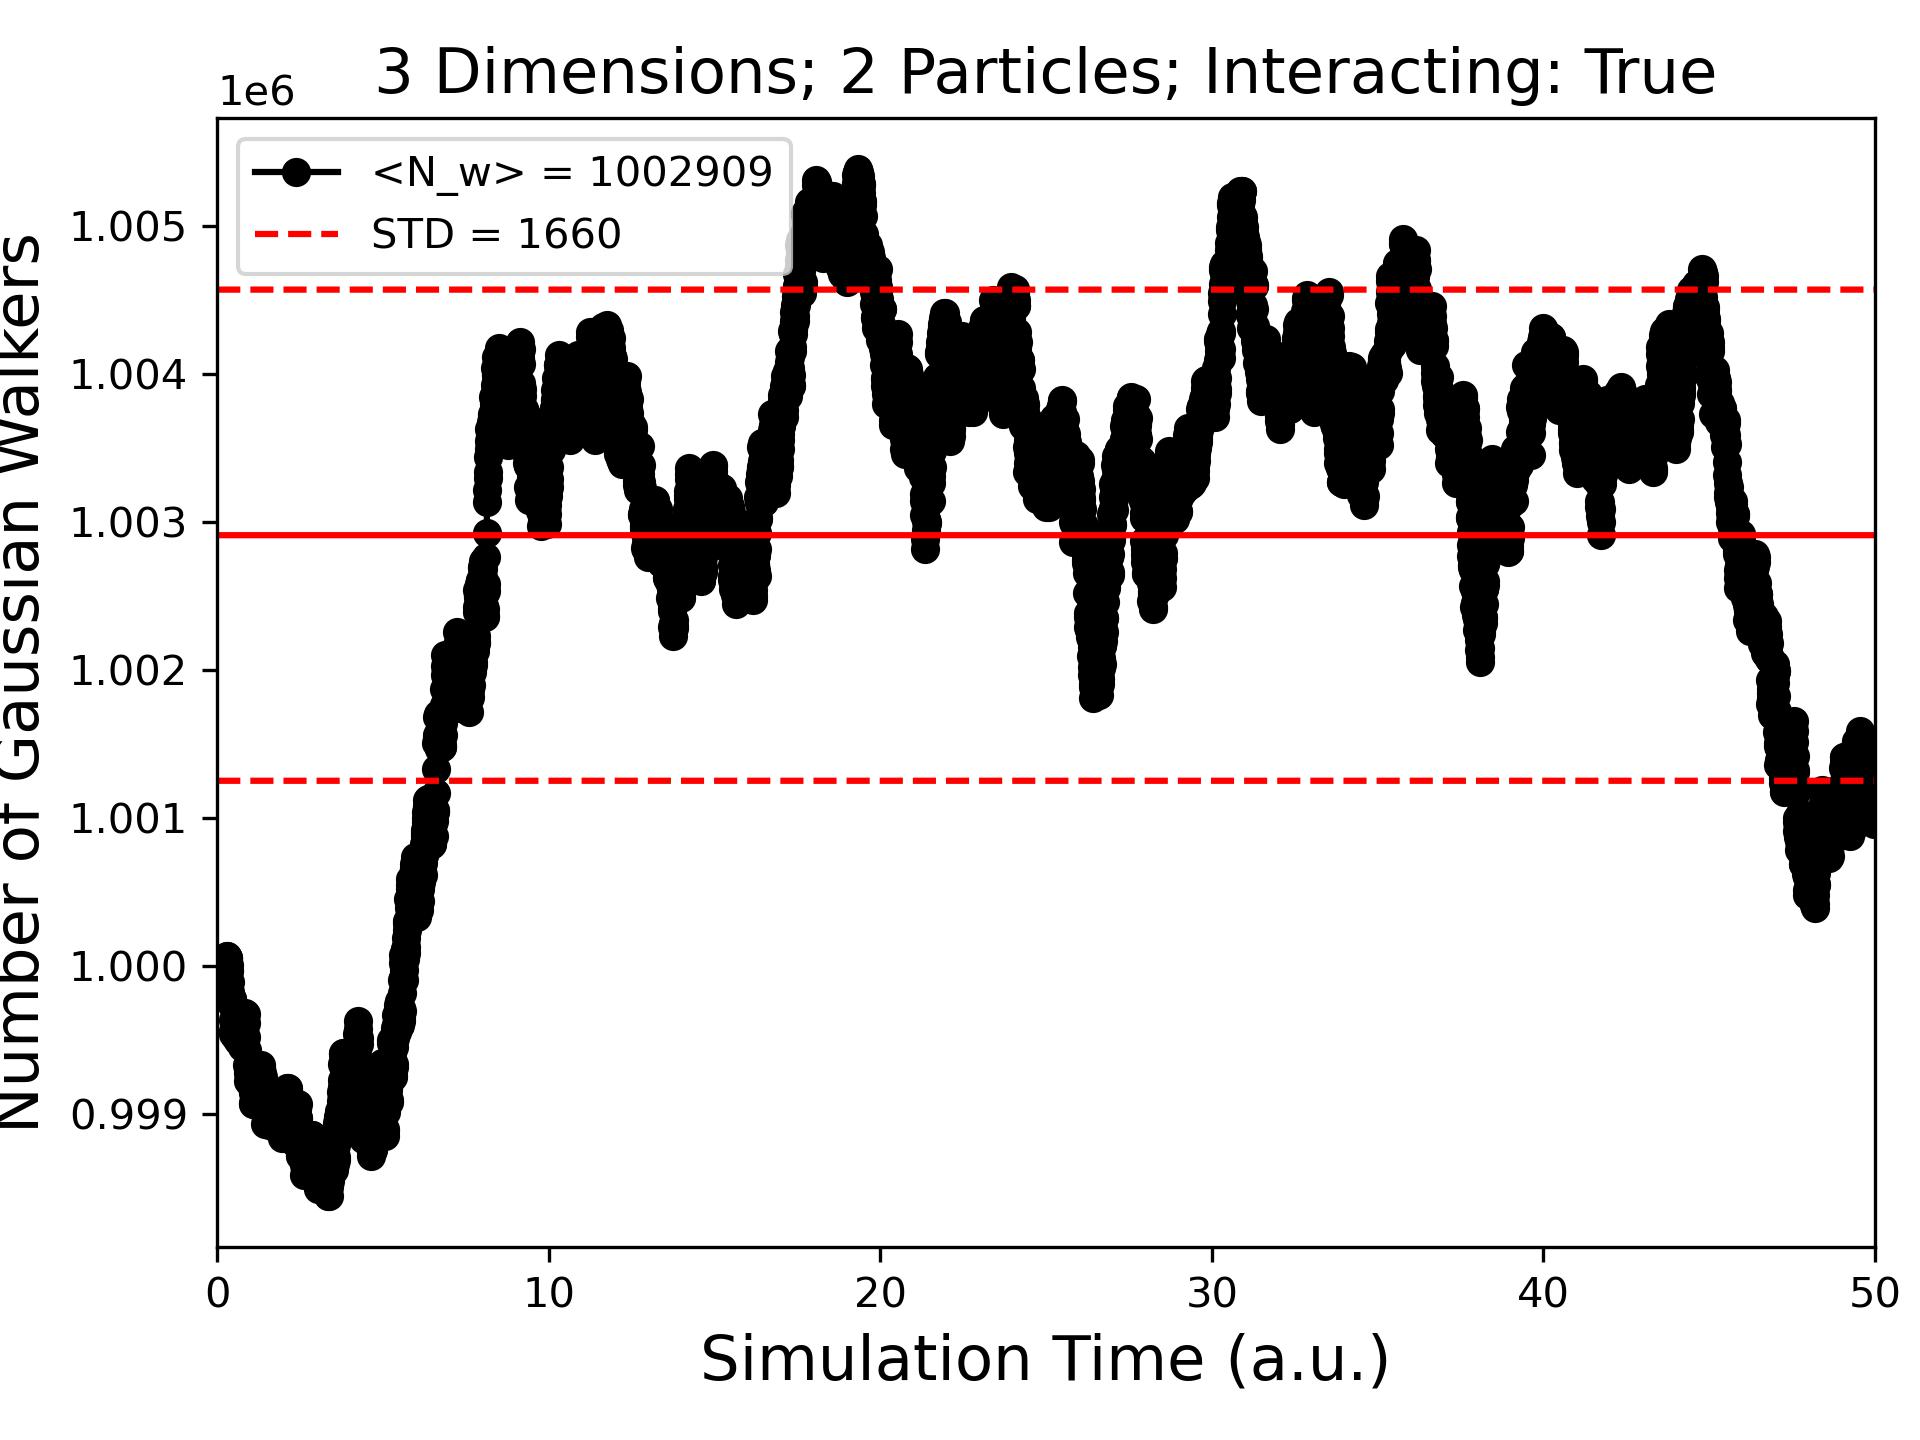 3 Dimensions; 2 Particles; Interacting: True
1e6
<N_w> = 1002909
STD = 1660
Number of Gaussian Walkers
1.005
1.004
1.003
1.002
1.001
1.000
0.999
0 10 20 30 40 50
Simulation Time (a.u.)